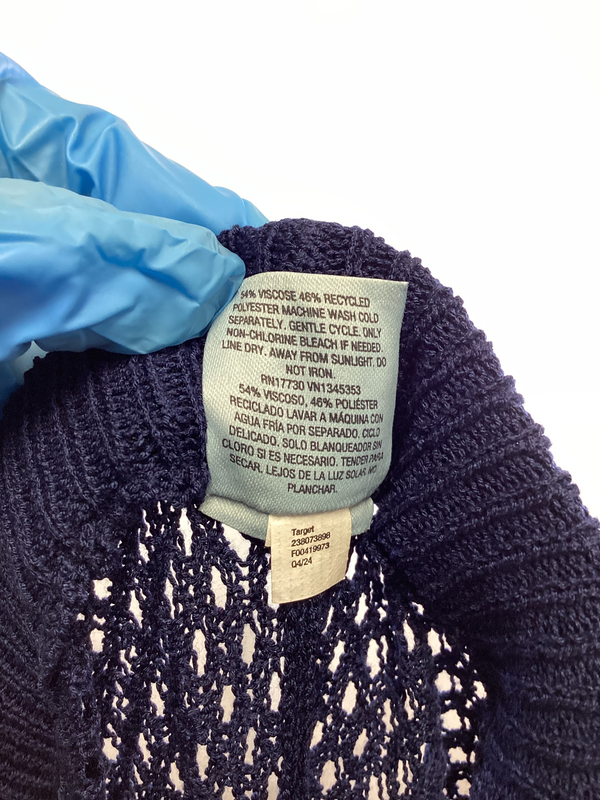 54% VISCOSE 46% RECYCLED
POLYESTER MACHINE WASH COLD
SEPARATELY. GENTLE CYCLE. ONLY
NON-CHLORINE BLEACH IF NEEDED.
LINE DRY. AWAY FROM SUNLIGHT. DO
NOT IRON.
RN17730 VN1345353
54% VISCOSO, 46% POLIÉSTER
RECICLADO LAVAR A MÁQUINA CON
AGUA FRÍA POR SEPARADO. CICLO
DELICADO. SOLO BLANQUEADOR SIN
CLORO SI ES NECESARIO. TENDER PARA
SECAR. LEJOS DE LA LUZ SOLAR. NO
PLANCHAR.
Target
238073898
F00419973
04/24